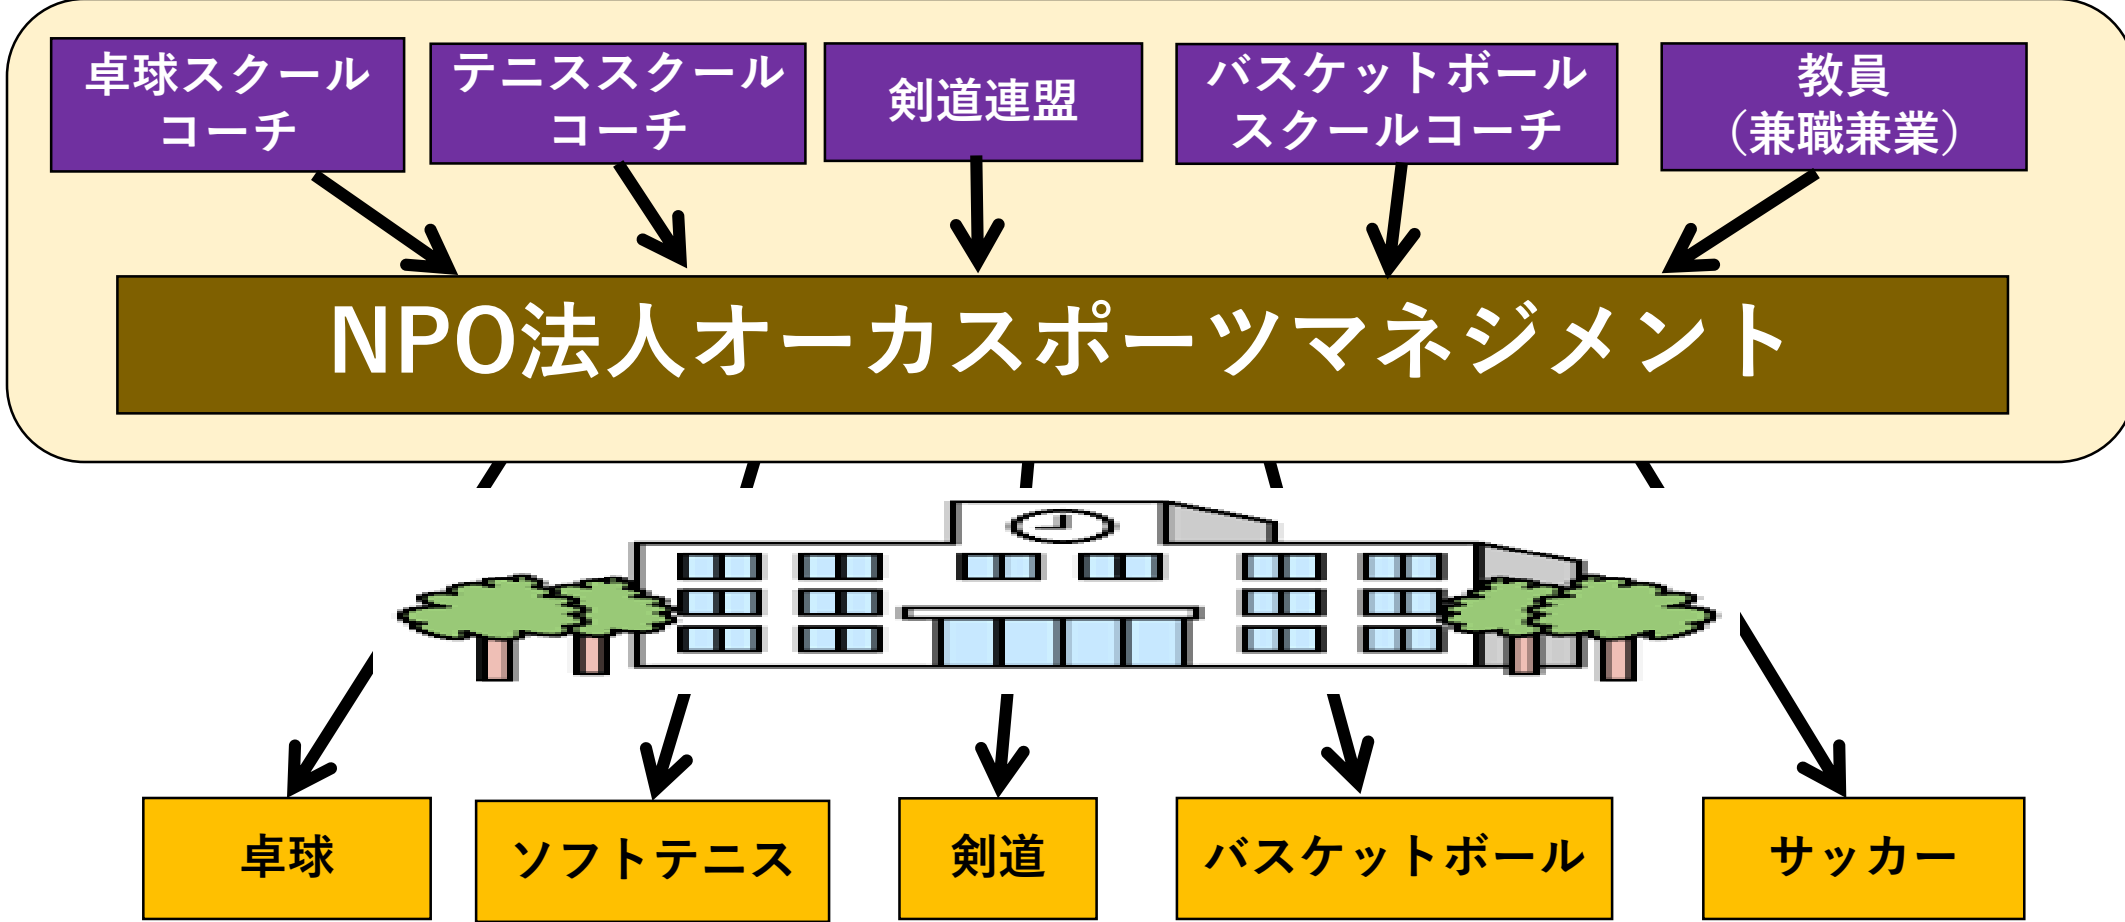 卓球スクール
コーチ
テニススクール
コーチ
剣道連盟
バスケットボール
スクールコーチ
教員
（兼職兼業）
NPO法人オーカスポーツマネジメント
卓球
ソフトテニス
剣道
バスケットボール
サッカー